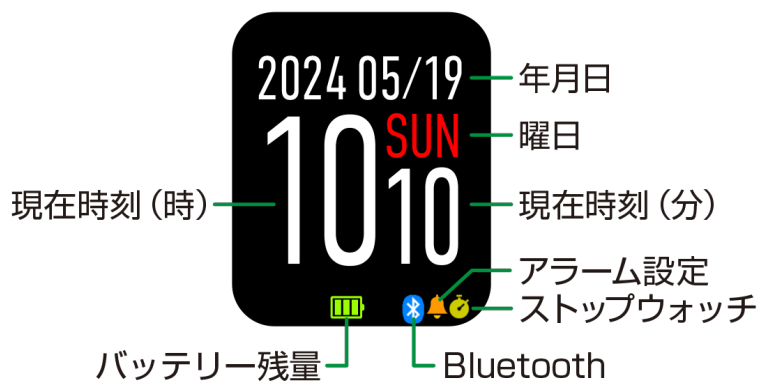 2024 05/19
年月日
SUN
曜日
10
10
現在時刻（時）
現在時刻（分）
アラーム設定
ストップウォッチ
バッテリー残量
Bluetooth